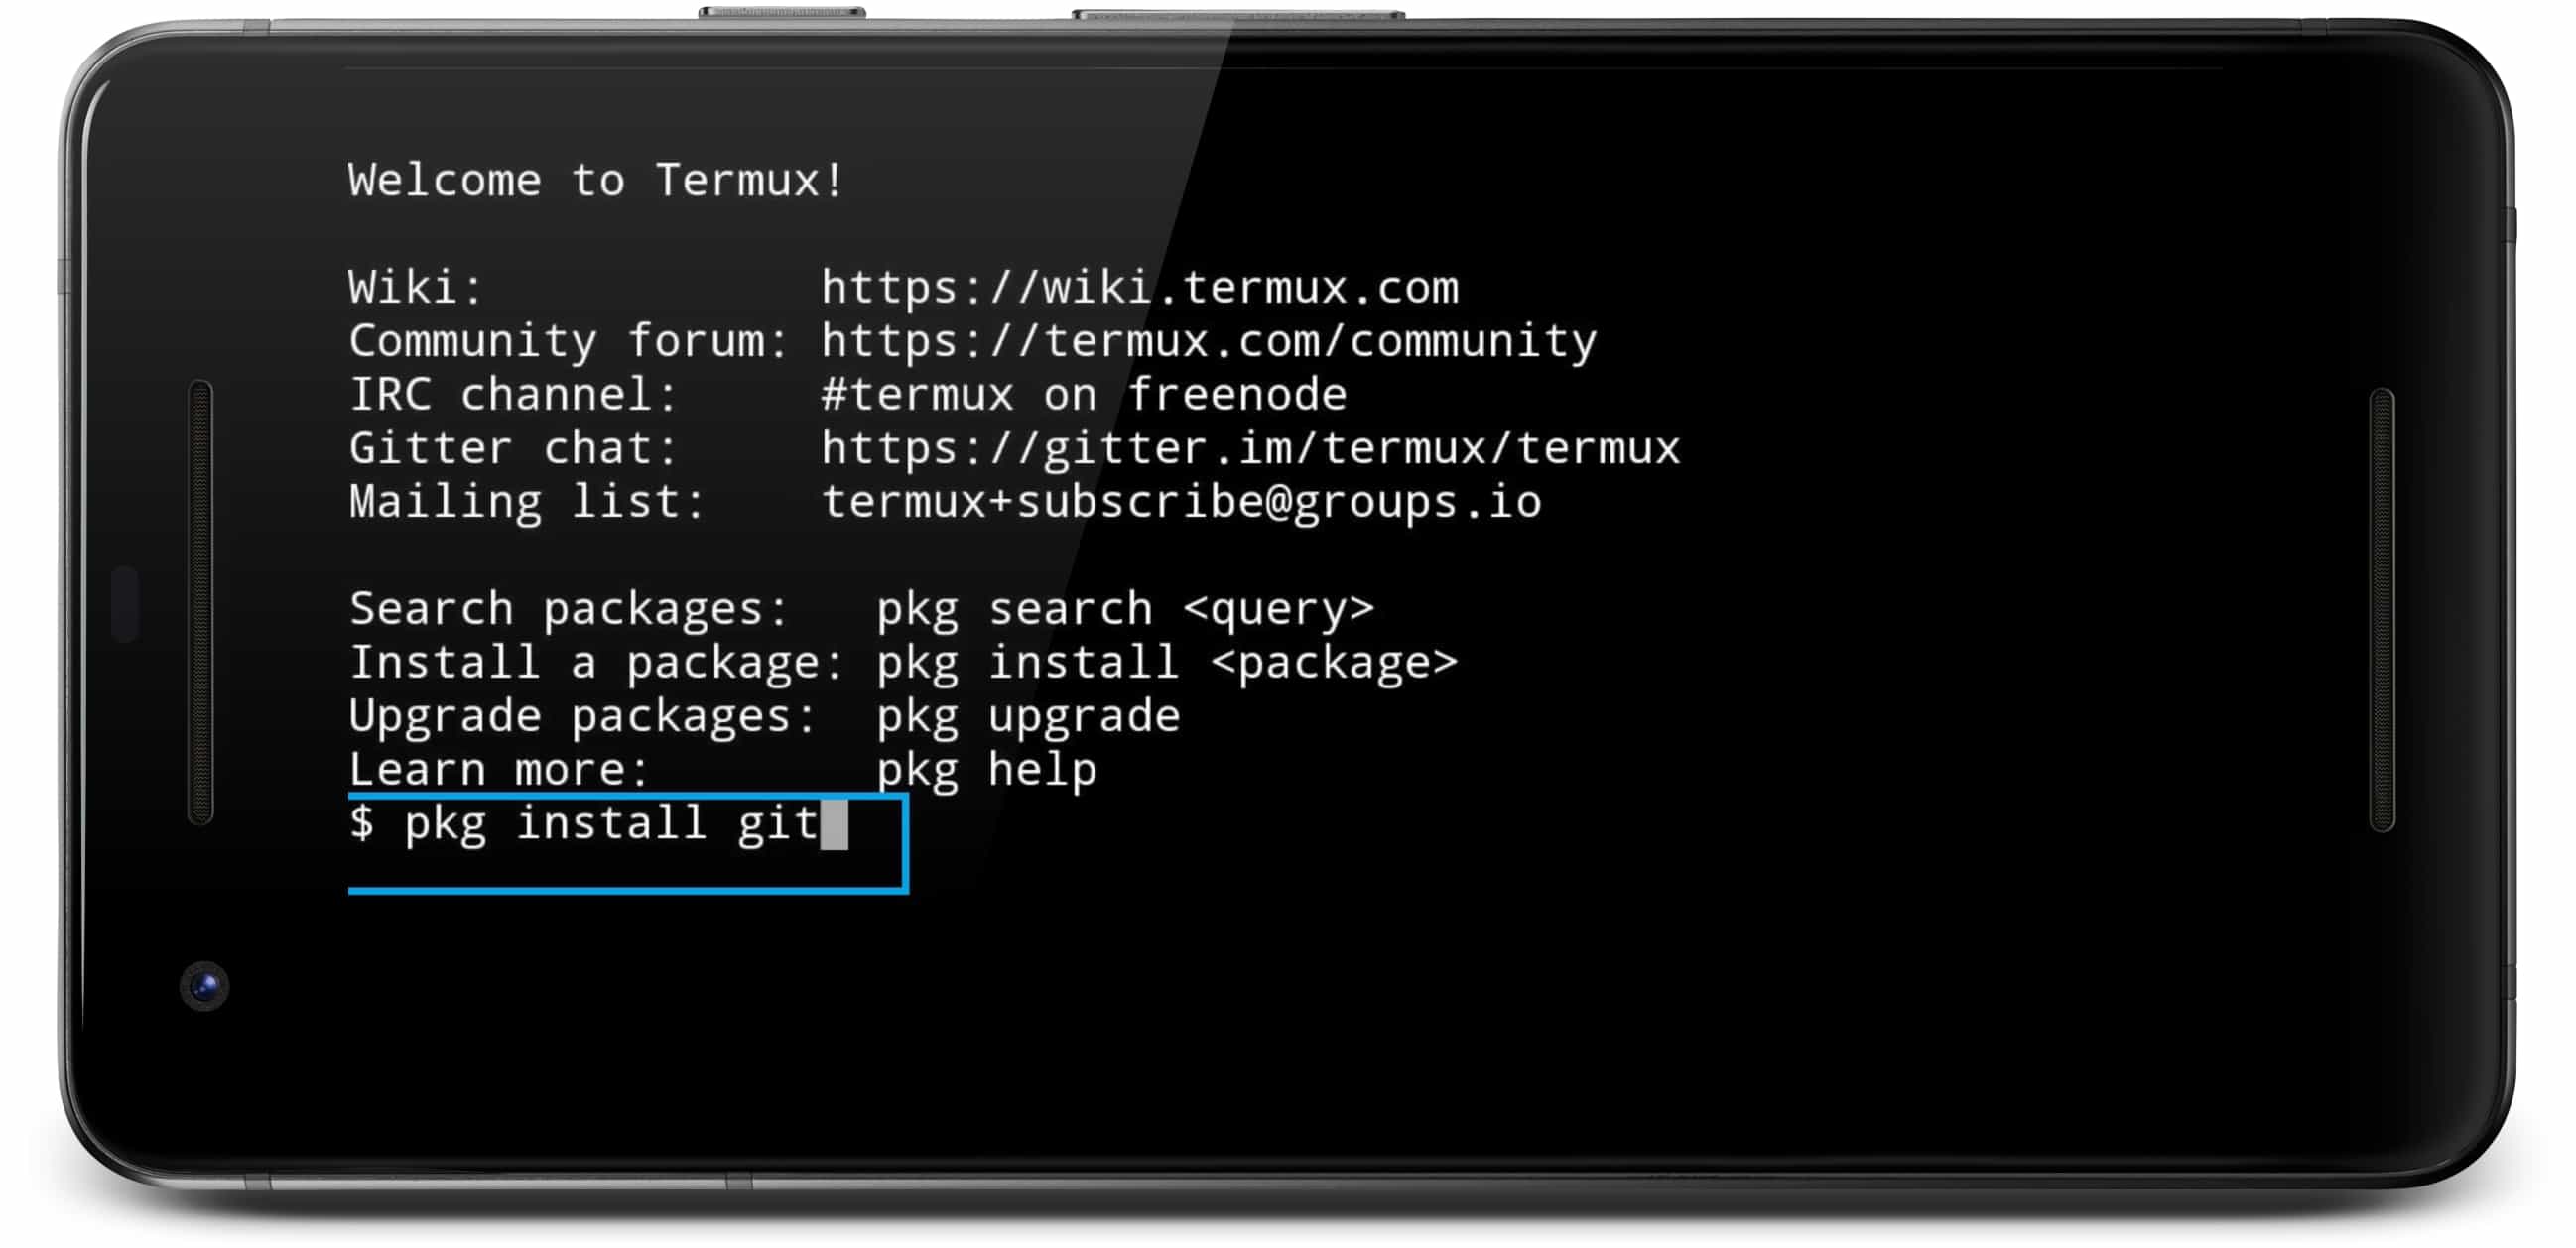 Welcome to Termux!
Wiki: https://wiki.termux.com
Community forum: https://termux.com/community
IRC channel: #termux on freenode
Gitter chat: https://gitter.im/termux/termux
Mailing list: termux+subscribe@groups.io
Search packages: pkg search <query>
Install a package: pkg install <package>
Upgrade packages: pkg upgrade
Learn more: pkg help
$ pkg install git